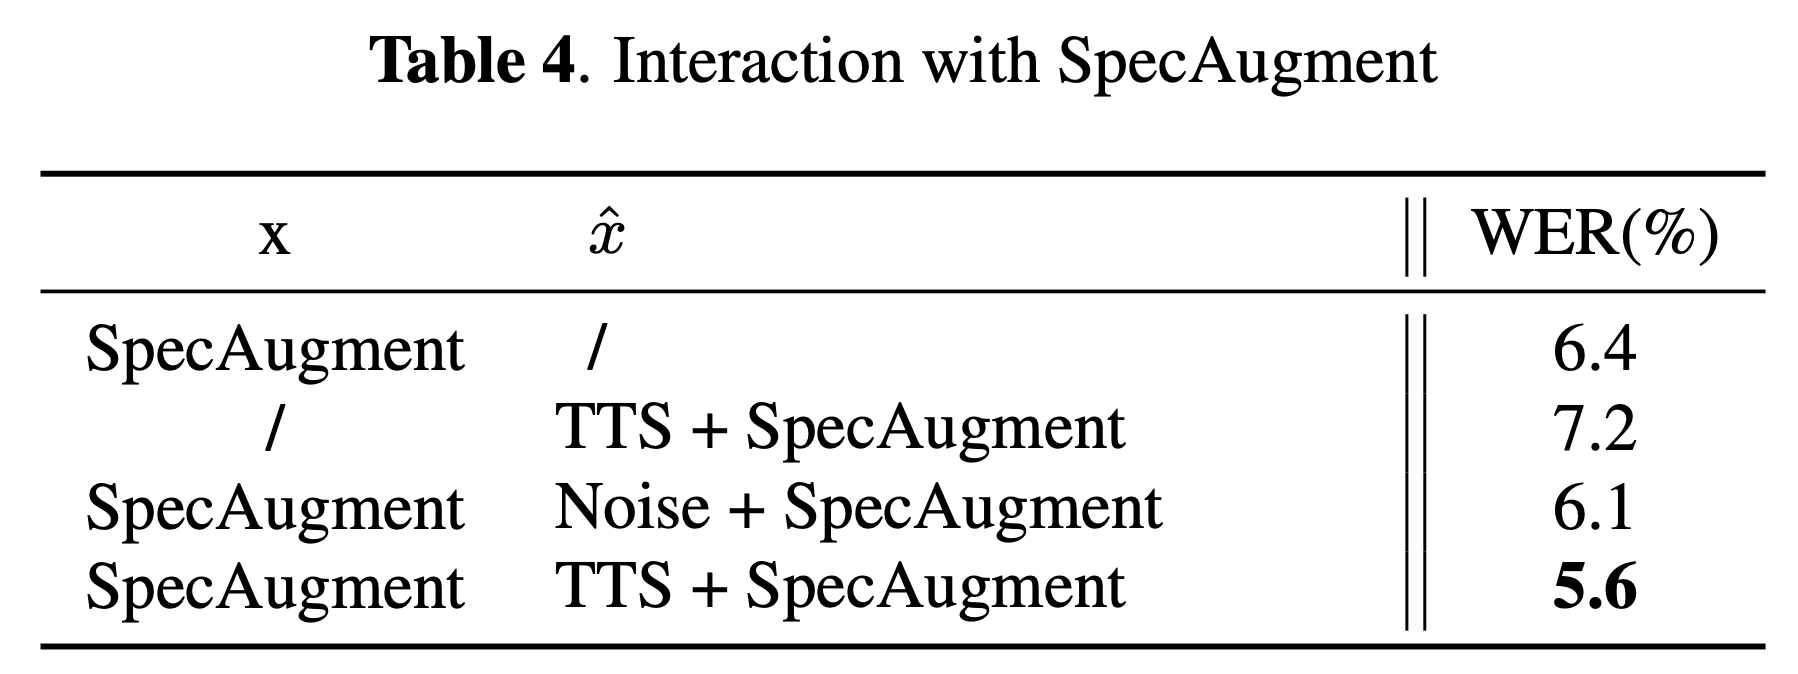 Table 4. Interaction with SpecAugment
x x̂ WER(%)
SpecAugment / 6.4
/ TTS + SpecAugment 7.2
SpecAugment Noise + SpecAugment 6.1
SpecAugment TTS + SpecAugment 5.6